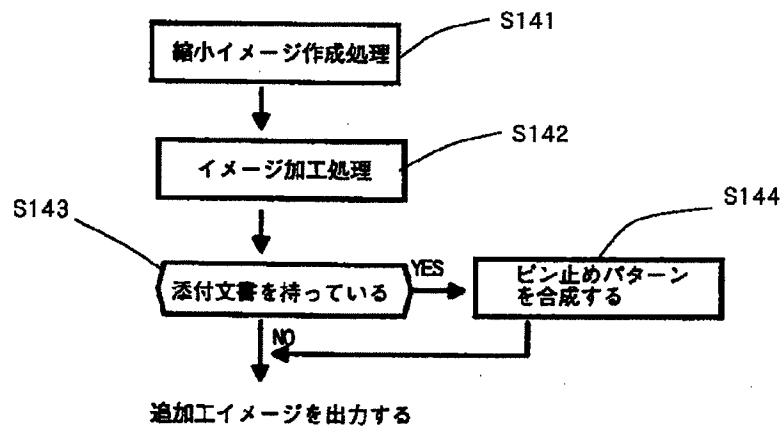 S141
縮小イメージ作成処理
S142
イメージ加工処理
S143
添付文書を持っている
YES
S144
ピン止めパターン
を合成する
NO
追加工イメージを出力する